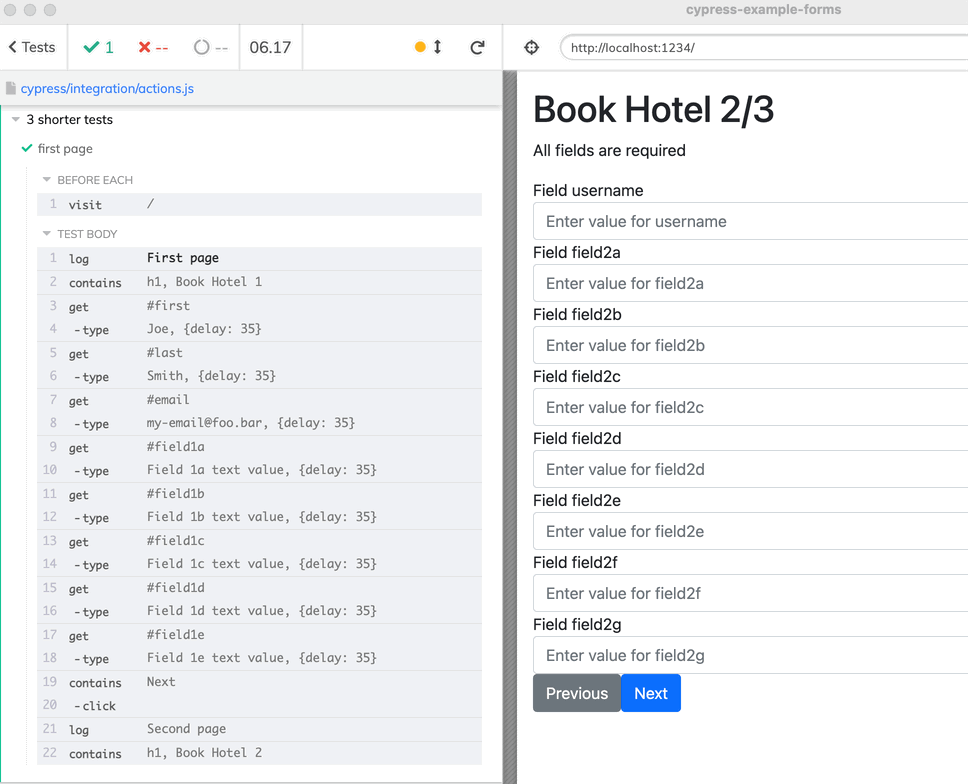 cypress-example-forms
Tests 1 -- -- 06.17 http://localhost:1234/
cypress/integration/actions.js
3 shorter tests
first page
BEFORE EACH
1 visit /
TEST BODY
1 log First page
2 contains h1, Book Hotel 1
3 get #first
4 -type Joe, {delay: 35}
5 get #last
6 -type Smith, {delay: 35}
7 get #email
8 -type my-email@foo.bar, {delay: 35}
9 get #field1a
10 -type Field 1a text value, {delay: 35}
11 get #field1b
12 -type Field 1b text value, {delay: 35}
13 get #field1c
14 -type Field 1c text value, {delay: 35}
15 get #field1d
16 -type Field 1d text value, {delay: 35}
17 get #field1e
18 -type Field 1e text value, {delay: 35}
19 contains Next
20 -click
21 log Second page
22 contains h1, Book Hotel 2
Book Hotel 2/3
All fields are required
Field username
Enter value for username
Field field2a
Enter value for field2a
Field field2b
Enter value for field2b
Field field2c
Enter value for field2c
Field field2d
Enter value for field2d
Field field2e
Enter value for field2e
Field field2f
Enter value for field2f
Field field2g
Enter value for field2g
Previous Next